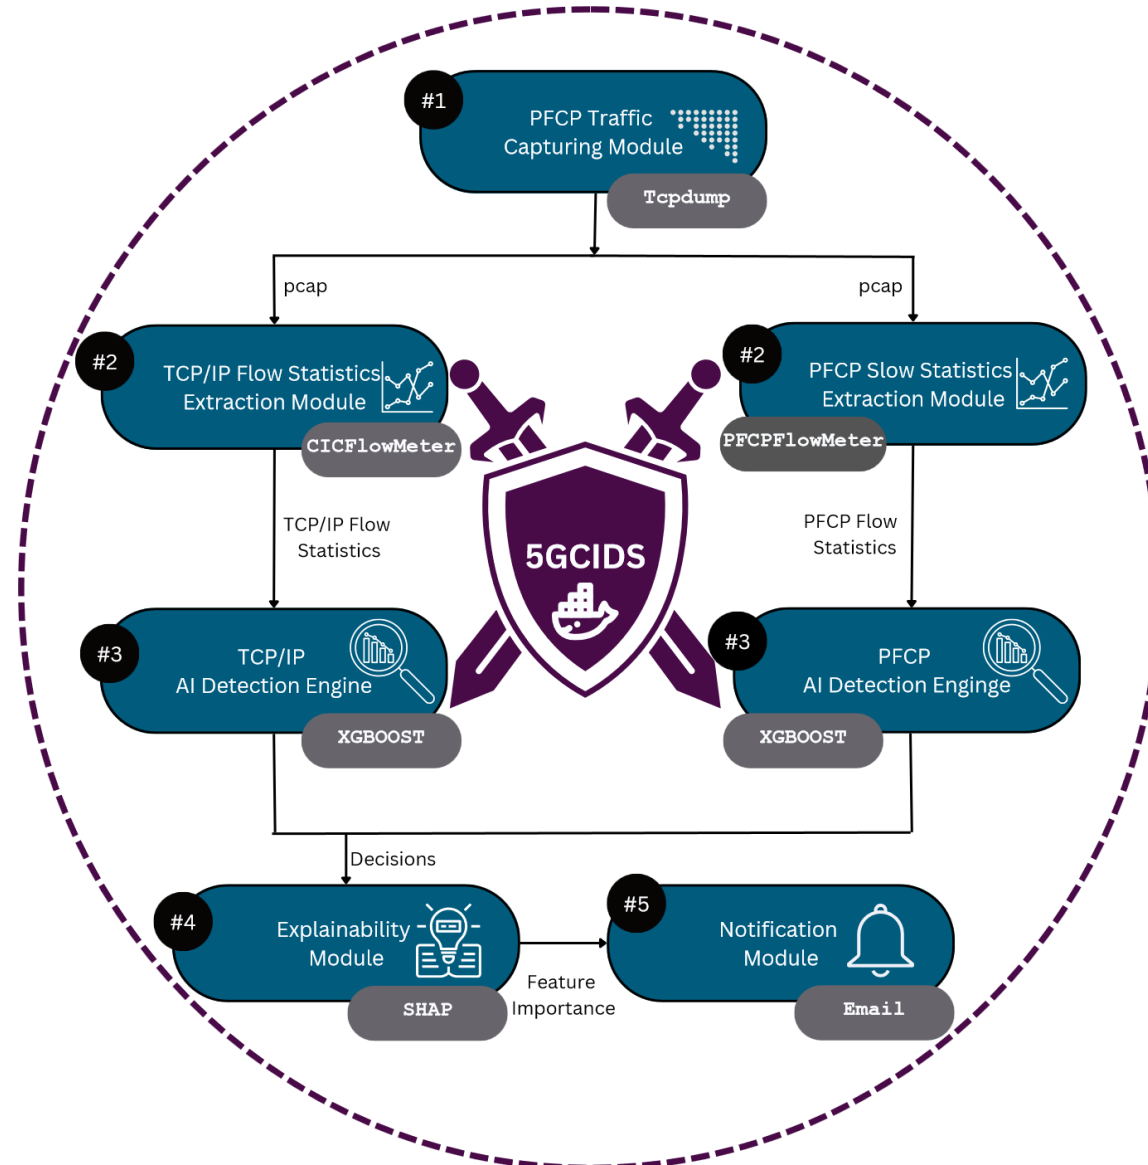 #1
PFCP Traffic
Capturing Module
Tcpdump
pcap
pcap
#2
TCP/IP Flow Statistics
Extraction Module
CICFlowMeter
#2
PFCP Slow Statistics
Extraction Module
PFCPFlowMeter
TCP/IP Flow
Statistics
5GCIDS
PFCP Flow
Statistics
#3
TCP/IP
AI Detection Engine
XGBOOST
#3
PFCP
AI Detection Enginge
XGBOOST
Decisions
#4
Explainability
Module
SHAP
Feature
Importance
#5
Notification
Module
Email